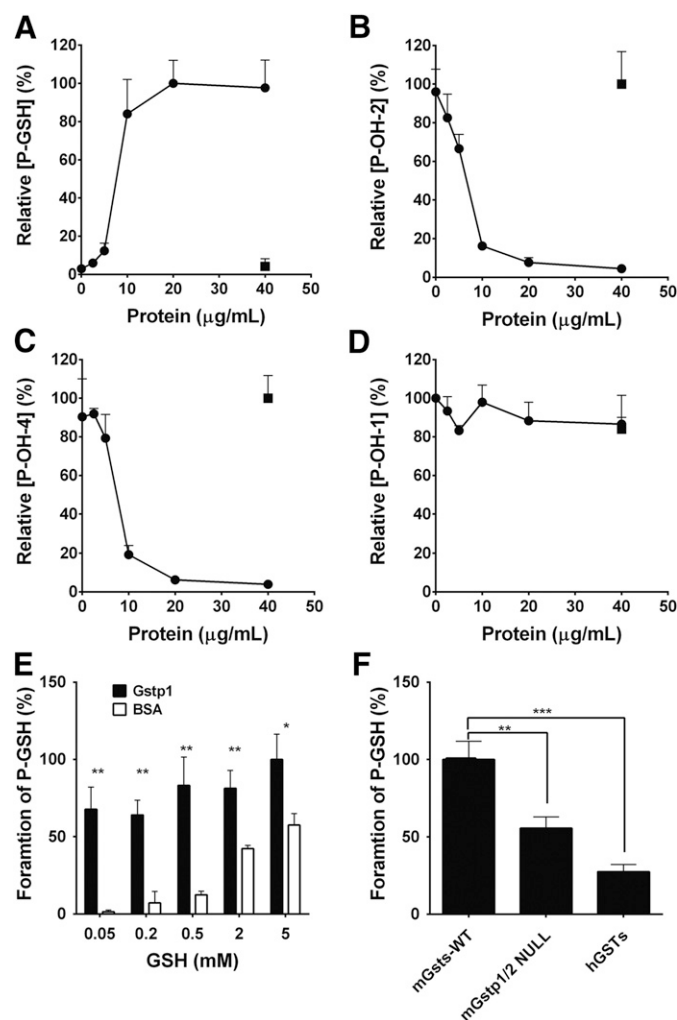 A
Relative [P-GSH] (%)
120
100
80
60
40
20
0
0 10 20 30 40 50
Protein (μg/mL)
B
Relative [P-OH-2] (%)
120
100
80
60
40
20
0
0 10 20 30 40 50
Protein (μg/mL)
C
Relative [P-OH-4] (%)
120
100
80
60
40
20
0
0 10 20 30 40 50
Protein (μg/mL)
D
Relative [P-OH-1] (%)
120
100
80
60
40
20
0
0 10 20 30 40 50
Protein (μg/mL)
E
Foramtion of P-GSH (%)
150
100
50
0
Gstp1
BSA
** ** ** ** *
0.05 0.2 0.5 2 5
GSH (mM)
F
Foramtion of P-GSH (%)
150
100
50
0
***
**
mGsts-WT
mGstp1/2 NULL
hGSTs